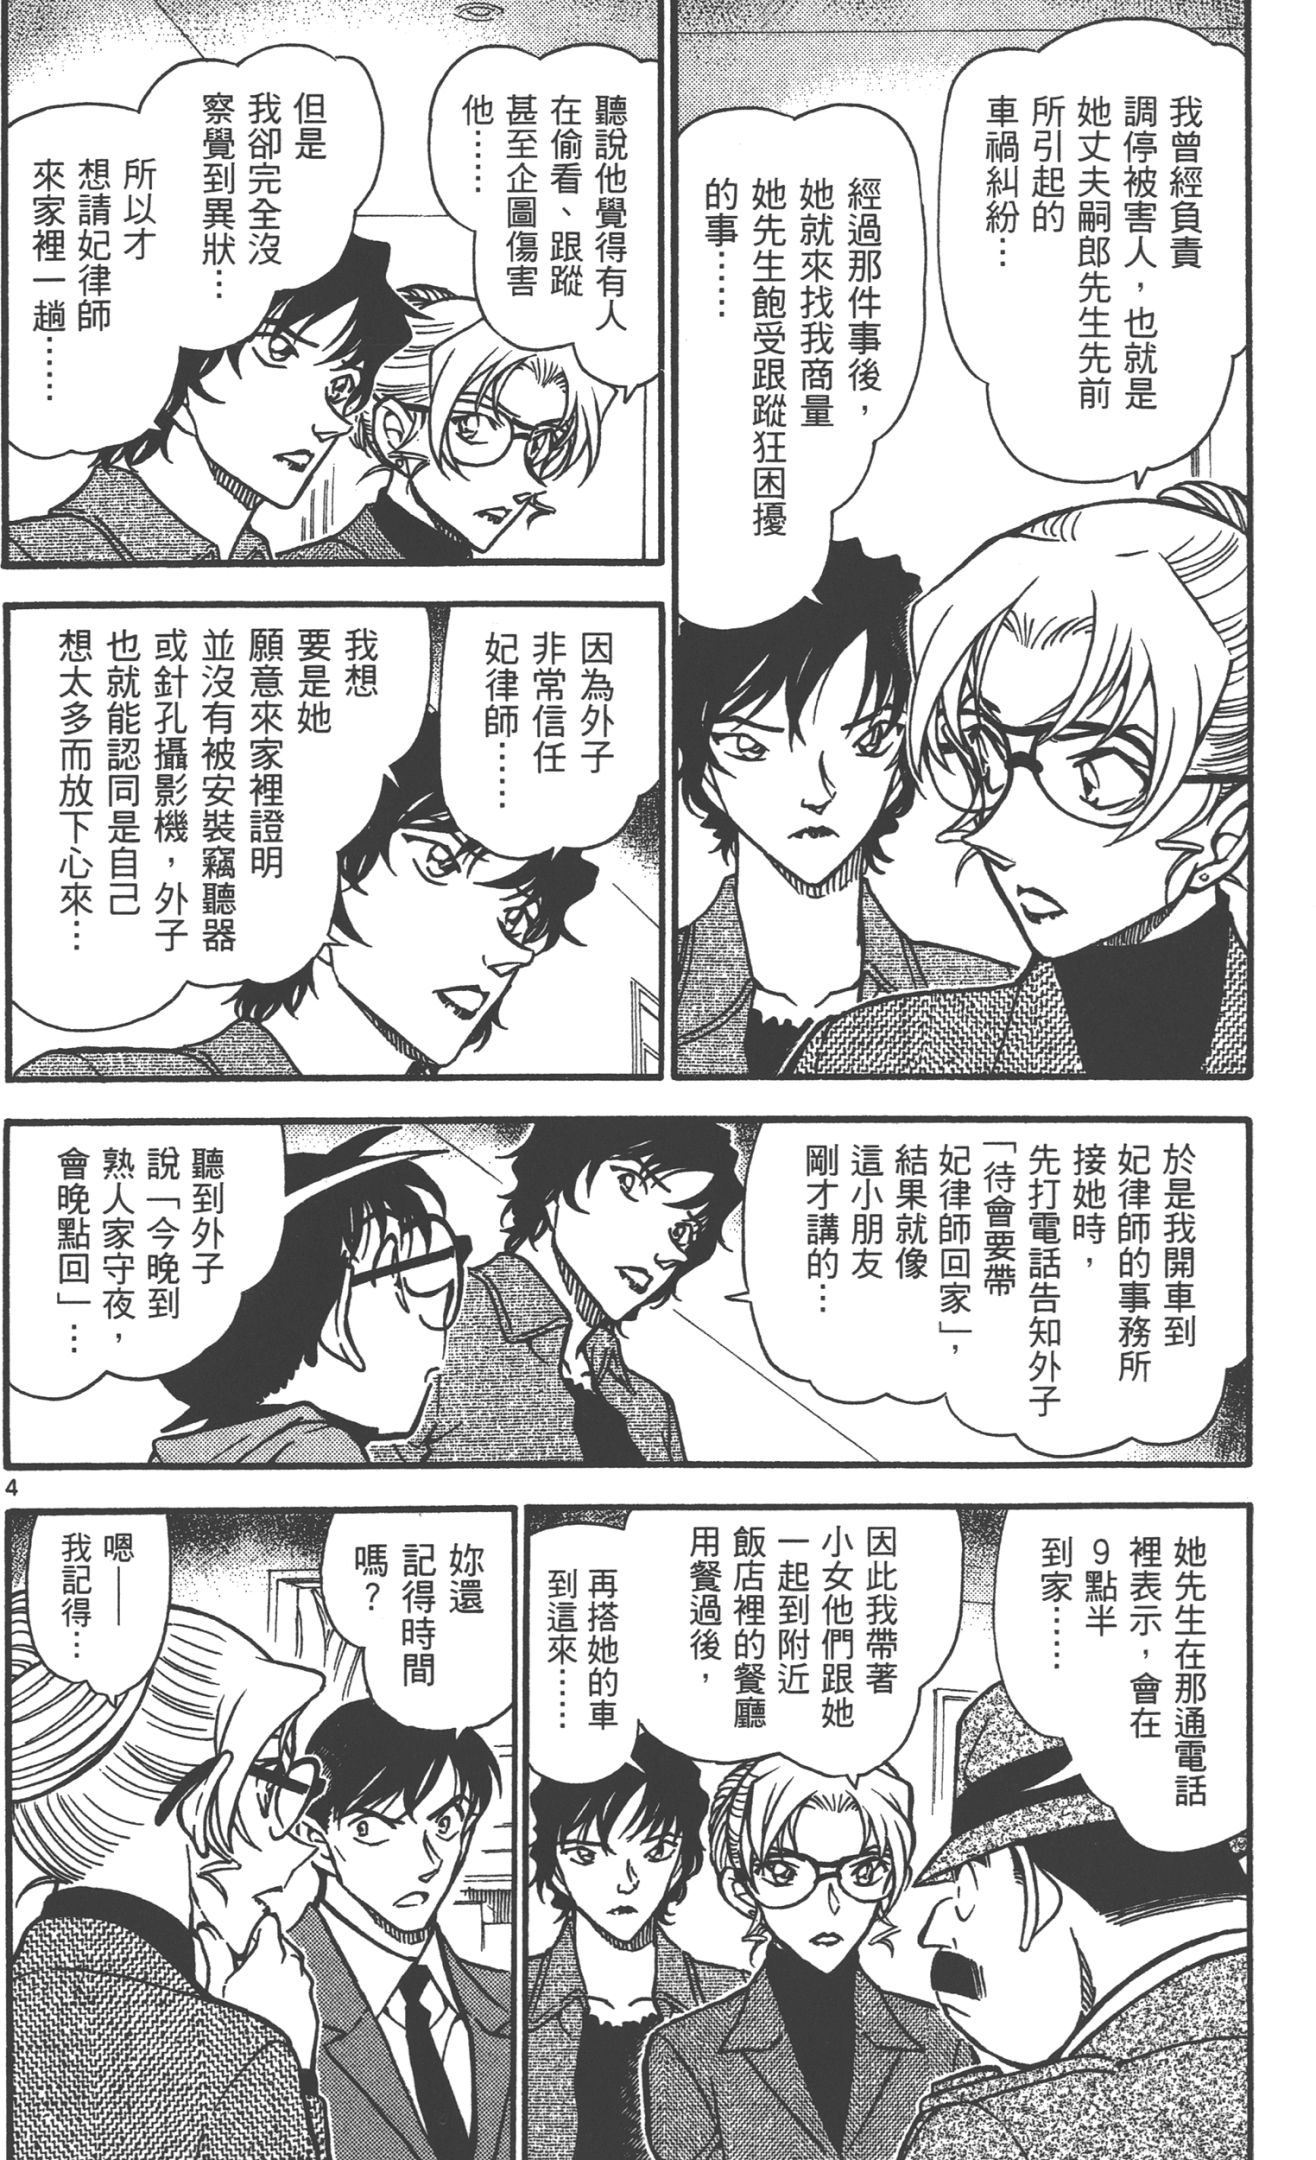 我曾經負責
調停被害人，也就是
她丈夫嗣郎先生先前
所引起的
車禍糾紛…
經過那件事後，
她就來找我商量
她先生飽受跟蹤狂困擾
的事……
聽說他覺得有人
在偷看、跟蹤
甚至企圖傷害
他……
但是
我卻完全沒
察覺到異狀…
所以才
想請妃律師
來家裡一趟……
因為外子
非常信任
妃律師……
我想
要是她
願意來家裡證明
並沒有被安裝竊聽器
或針孔攝影機，外子
也就能認同是自己
想太多而放下心來…
於是我開車到
妃律師的事務所
接她時，
先打電話告知外子
「待會要帶
妃律師回家」，
結果就像
這小朋友
剛才講的…
聽到外子
說「今晚到
熟人家守夜，
會晚點回」…
4
她先生在那通電話
裡表示，會在
9點半
到家……
因此我帶著
小女他們跟她
一起到附近
飯店裡的餐廳
用餐過後，
再搭她的車
到這來……
妳還
記得時間
嗎？
嗯——
我記得…